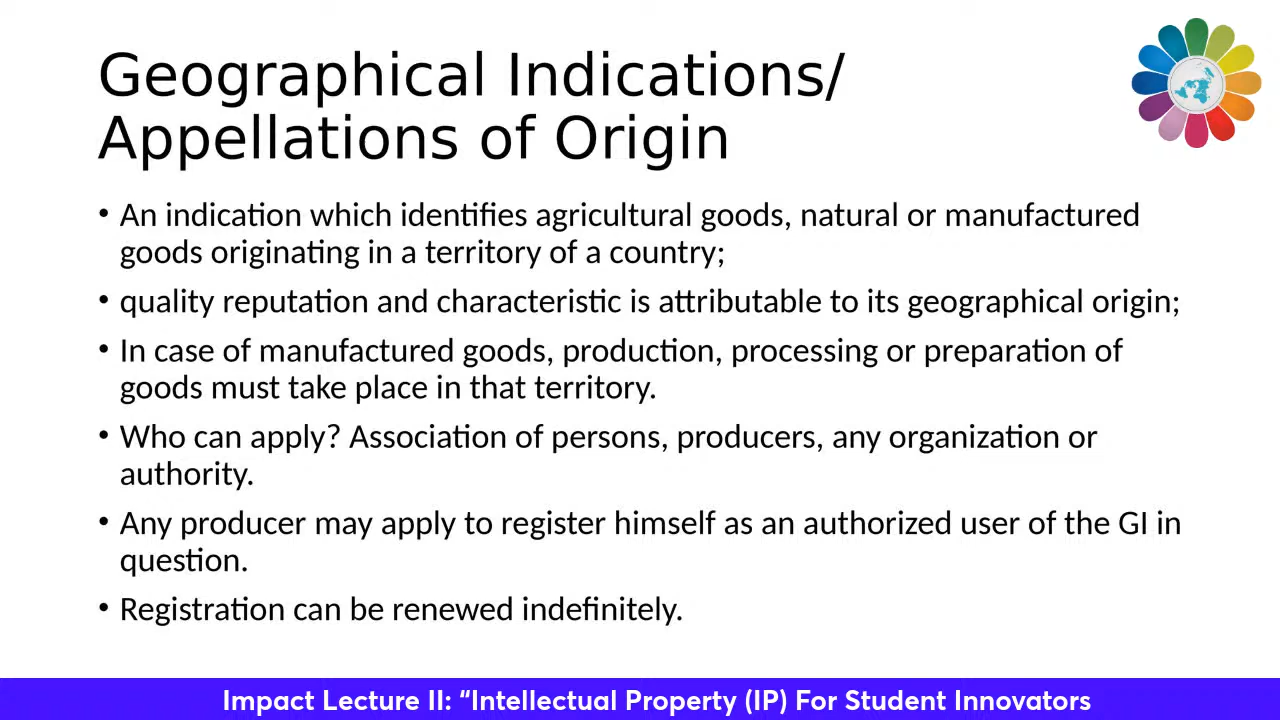 Geographical Indications/
Appellations of Origin
• An indication which identifies agricultural goods, natural or manufactured
goods originating in a territory of a country;
• quality reputation and characteristic is attributable to its geographical origin;
• In case of manufactured goods, production, processing or preparation of
goods must take place in that territory.
• Who can apply? Association of persons, producers, any organization or
authority.
• Any producer may apply to register himself as an authorized user of the GI in
question.
• Registration can be renewed indefinitely.
Impact Lecture II: “Intellectual Property (IP) For Student Innovators